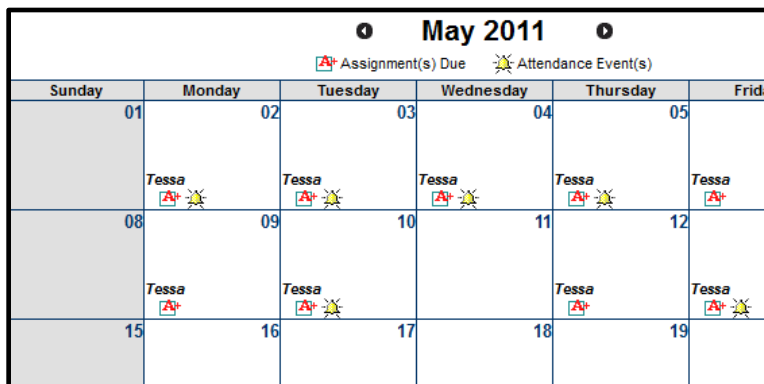 May 2011
A+ Assignment(s) Due Attendance Event(s)
Sunday Monday Tuesday Wednesday Thursday
01 02 03 04 05
Tessa Tessa Tessa Tessa Tessa
A+ A+ A+ A+ A+
08 09 10 11 12
Tessa Tessa Tessa Tessa
A+ A+ A+ A+
15 16 17 18 19